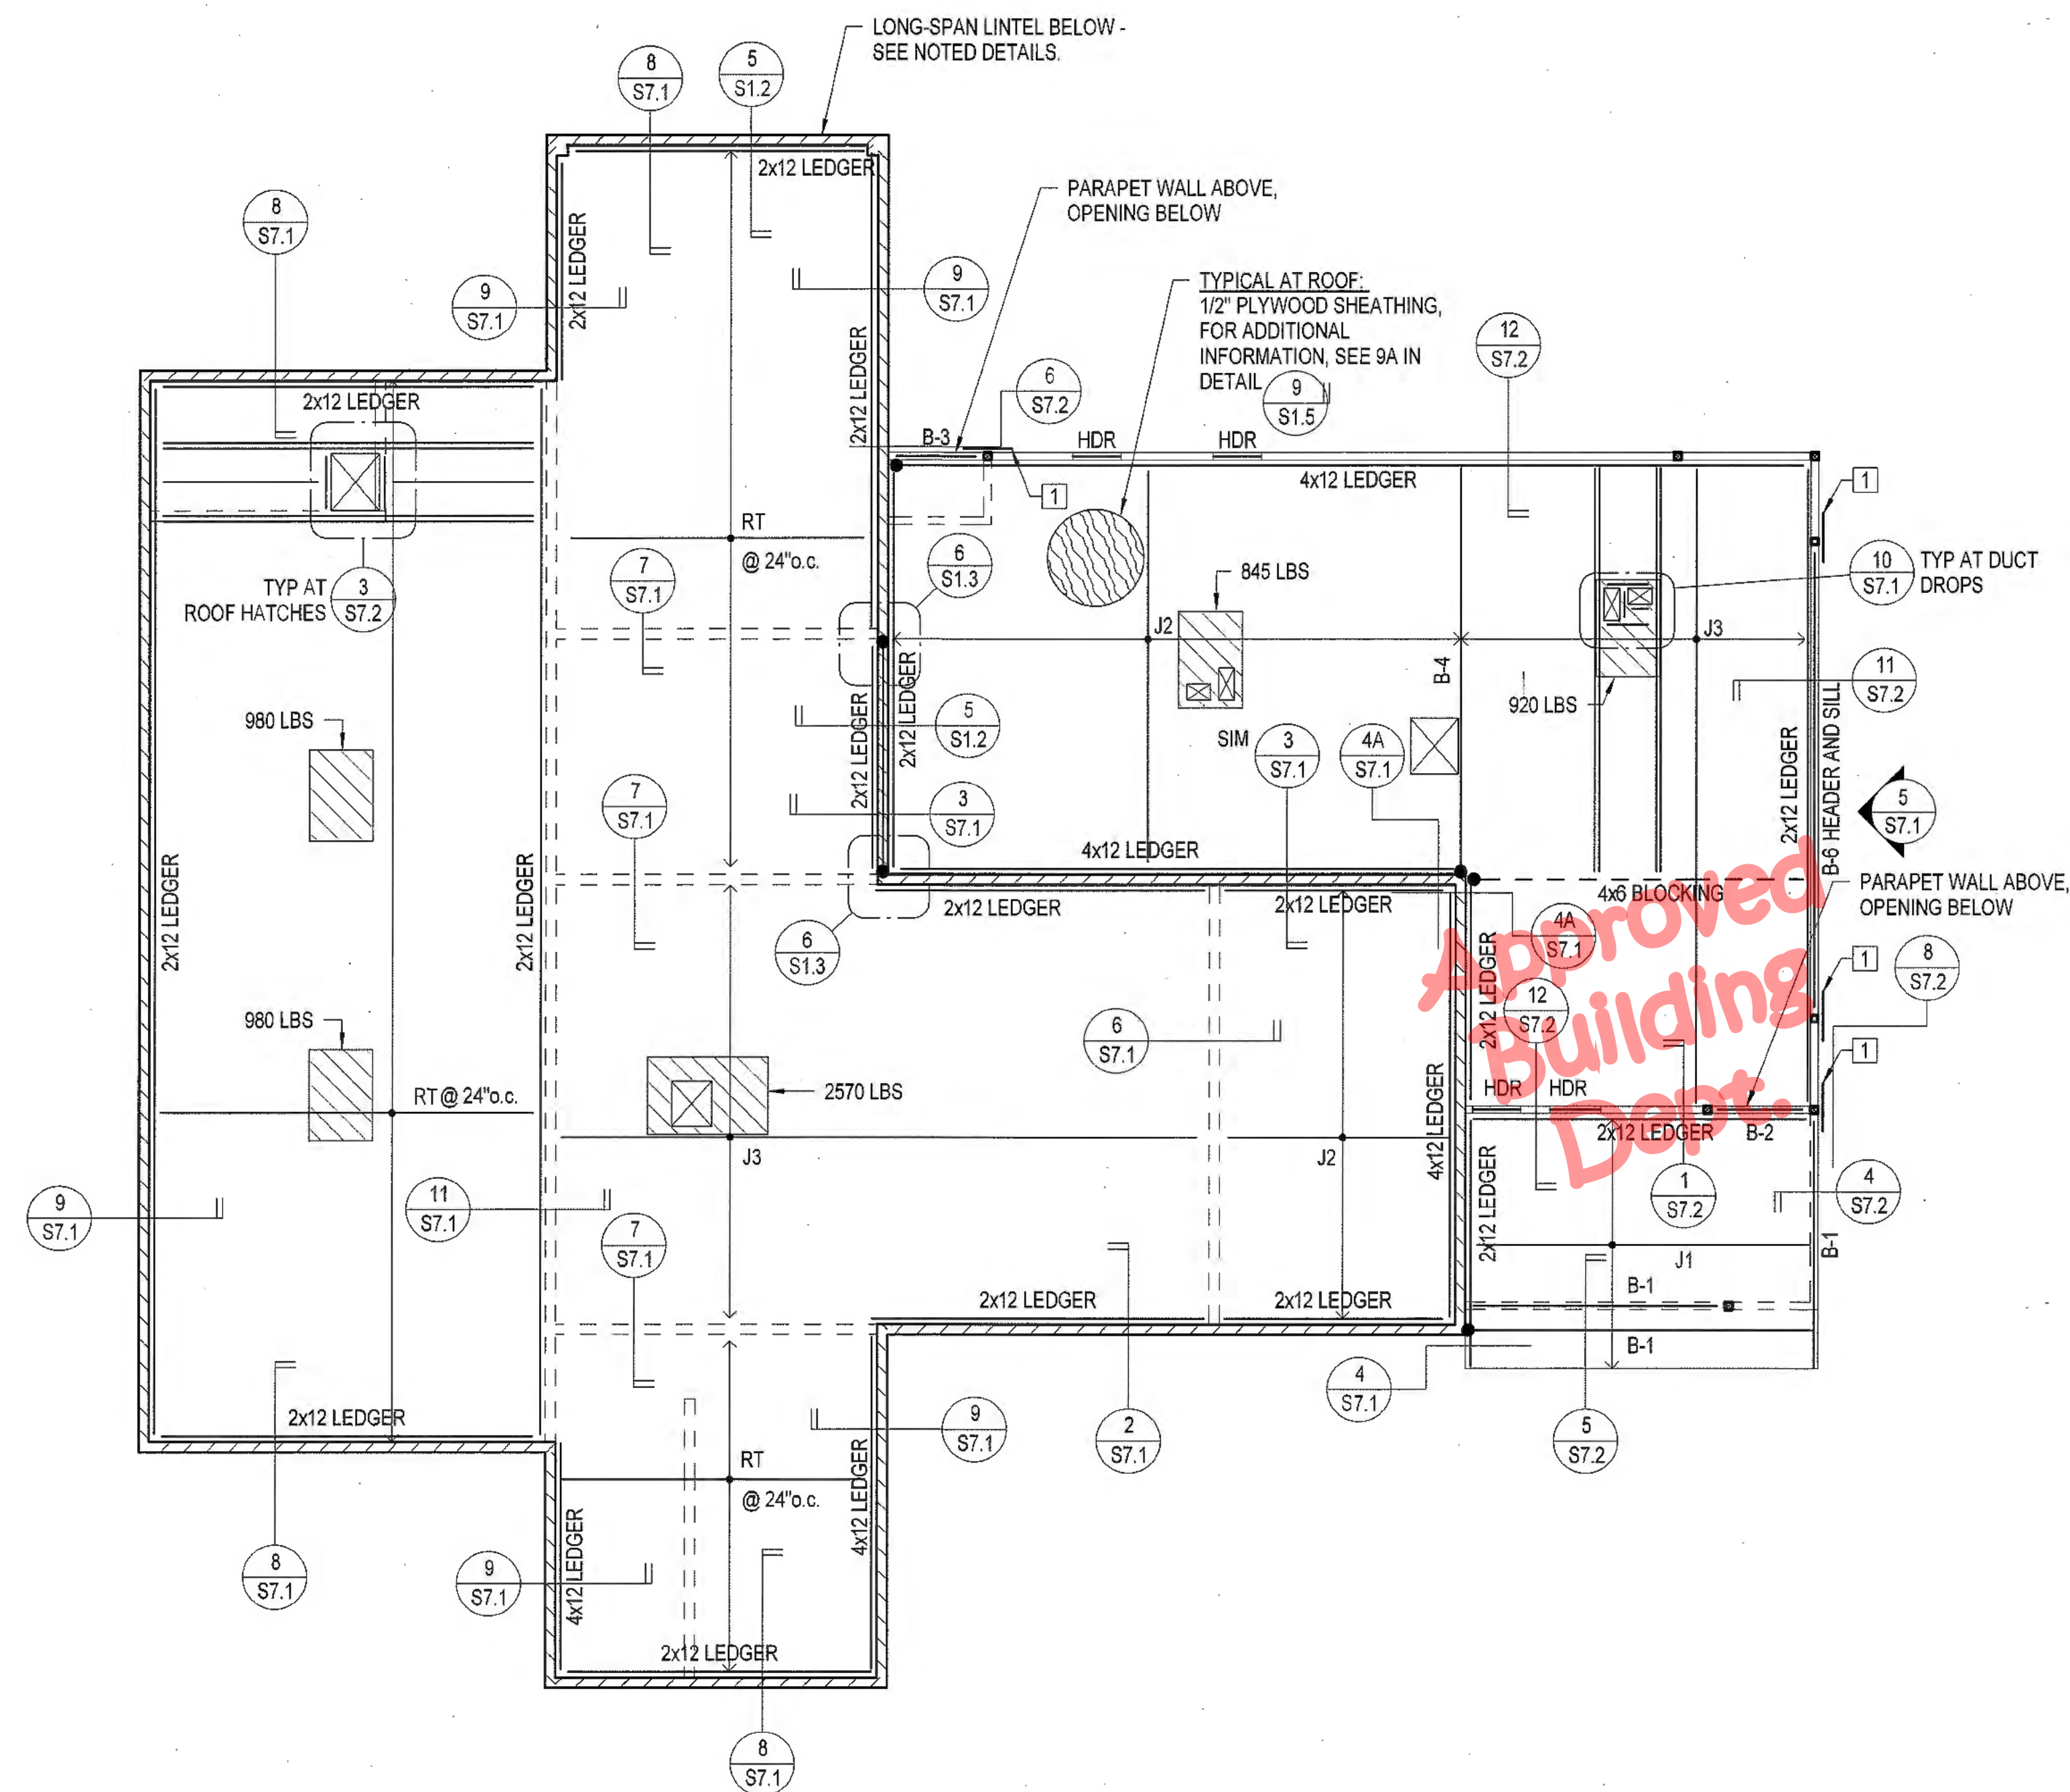 LONG-SPAN LINTEL BELOW -
SEE NOTED DETAILS.
8
S7.1
5
S1.2
2x12 LEDGER
PARAPET WALL ABOVE,
OPENING BELOW
8
S7.1
2x12 LEDGER
9
S7.1
9
S7.1
2x12 LEDGER
TYPICAL AT ROOF:
1/2" PLYWOOD SHEATHING,
FOR ADDITIONAL
INFORMATION, SEE 9A IN
DETAIL
9
S1.5
12
S7.2
6
S7.2
2x12 LEDGER
2x12 LEDGER
B-3
HDR
HDR
4x12 LEDGER
1
1
RT
@ 24"o.c.
6
S1.3
7
S7.1
845 LBS
10
S7.1
TYP AT DUCT
DROPS
TYP AT
ROOF HATCHES
3
S7.2
J2
J3
B-4
2x12 LEDGER
920 LBS
11
S7.2
980 LBS
2x12 LEDGER
5
S1.2
SIM
3
S7.1
4A
S7.1
2x12 LEDGER
B-6 HEADER AND SILL
5
S7.1
7
S7.1
3
S7.1
4x12 LEDGER
2x12 LEDGER
2x12 LEDGER
6
S1.3
2x12 LEDGER
2x12 LEDGER
4x6 BLOCKING
PARAPET WALL ABOVE,
OPENING BELOW
4A
S7.1
2x12 LEDGER
1
8
S7.2
Approved
Building
Dept.
980 LBS
6
S7.1
12
S7.2
1
RT @ 24"o.c.
2570 LBS
4x12 LEDGER
HDR
HDR
2x12 LEDGER
B-2
J3
J2
2x12 LEDGER
9
S7.1
11
S7.1
7
S7.1
1
S7.2
4
S7.2
B-1
J1
B-1
2x12 LEDGER
2x12 LEDGER
B-1
4
S7.1
2x12 LEDGER
9
S7.1
2
S7.1
5
S7.2
RT
@ 24"o.c.
4x12 LEDGER
4x12 LEDGER
8
S7.1
9
S7.1
2x12 LEDGER
8
S7.1